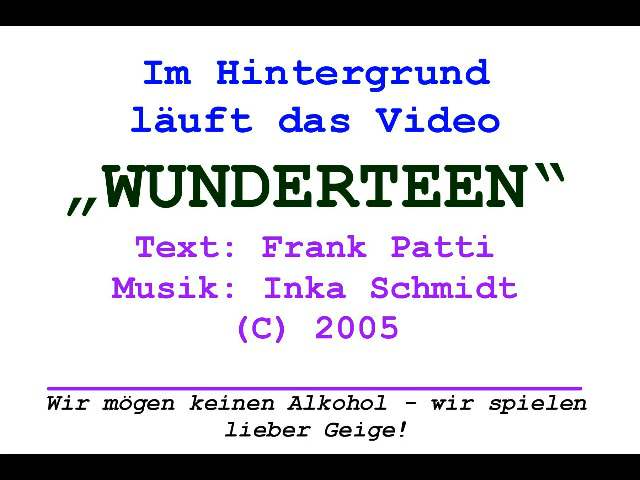 Im Hintergrund
läuft das Video
„WUNDERTEEN“
Text: Frank Patti
Musik: Inka Schmidt
(C) 2005
Wir mögen keinen Alkohol - wir spielen
lieber Geige!